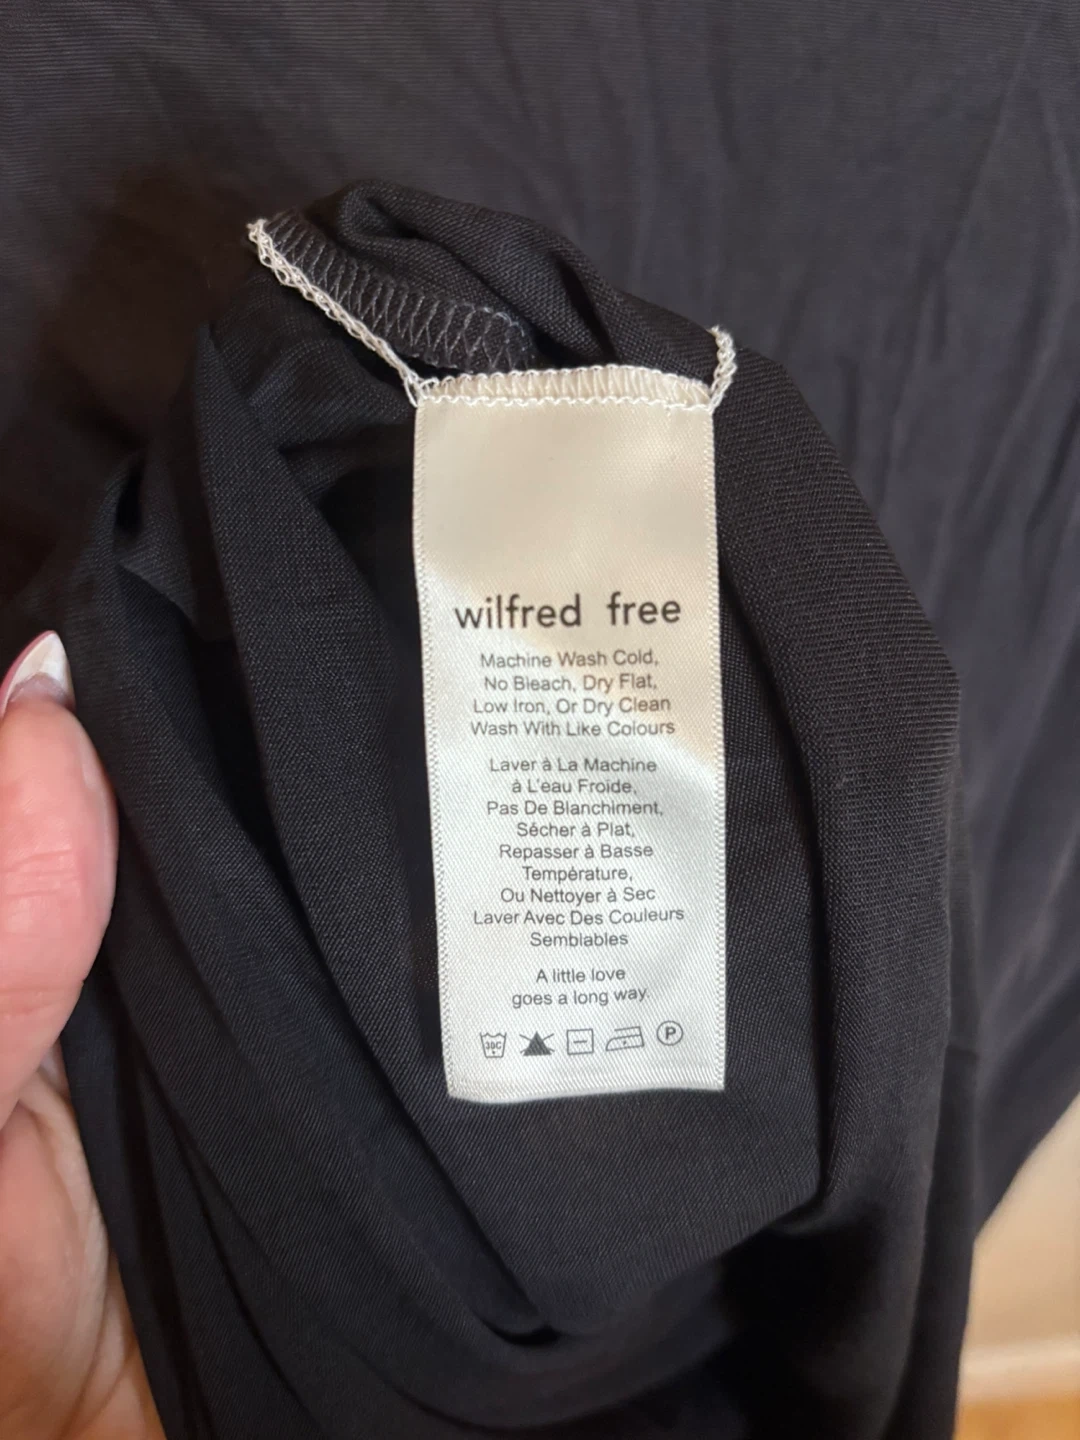 wilfred free
Machine Wash Cold,
No Bleach, Dry Flat,
Low Iron, Or Dry Clean
Wash With Like Colours
Laver à La Machine
à L'eau Froide,
Pas De Blanchiment,
Sécher à Plat,
Repasser à Basse
Température,
Ou Nettoyer à Sec
Laver Avec Des Couleurs
Semblables
A little love
goes a long way.
30C P